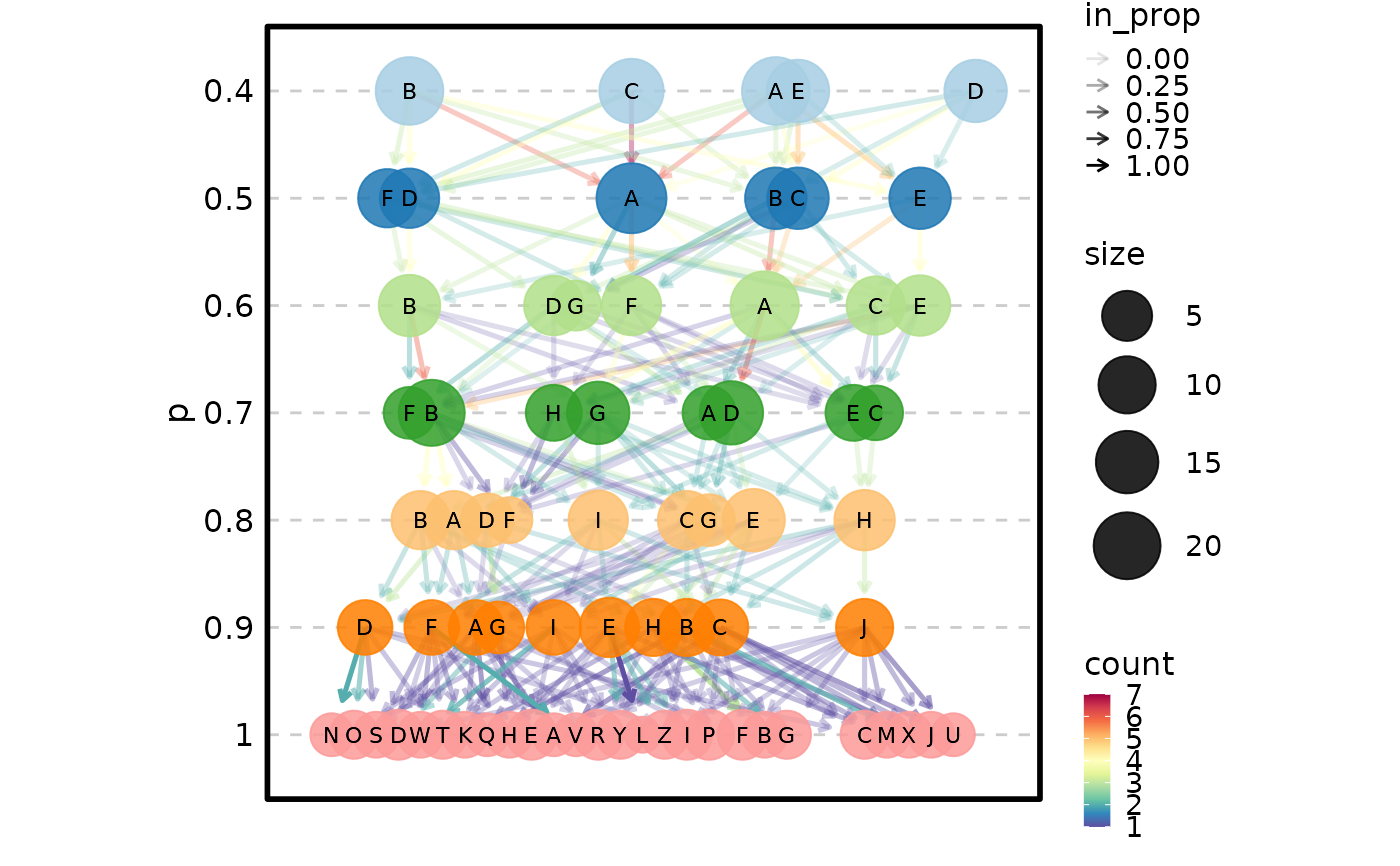 in_prop
0.00
0.25
0.50
0.75
1.00
size
5
10
15
20
count
7
6
5
4
3
2
1
p
0.4 B C A E D
0.5 F D A B C E
0.6 B D G F A C E
0.7 F B H G A D E C
0.8 B A D F I C G E H
0.9 D F A G I E H B C J
1 N O S D W T K Q H E A V R Y L Z I P F B G C M X J U